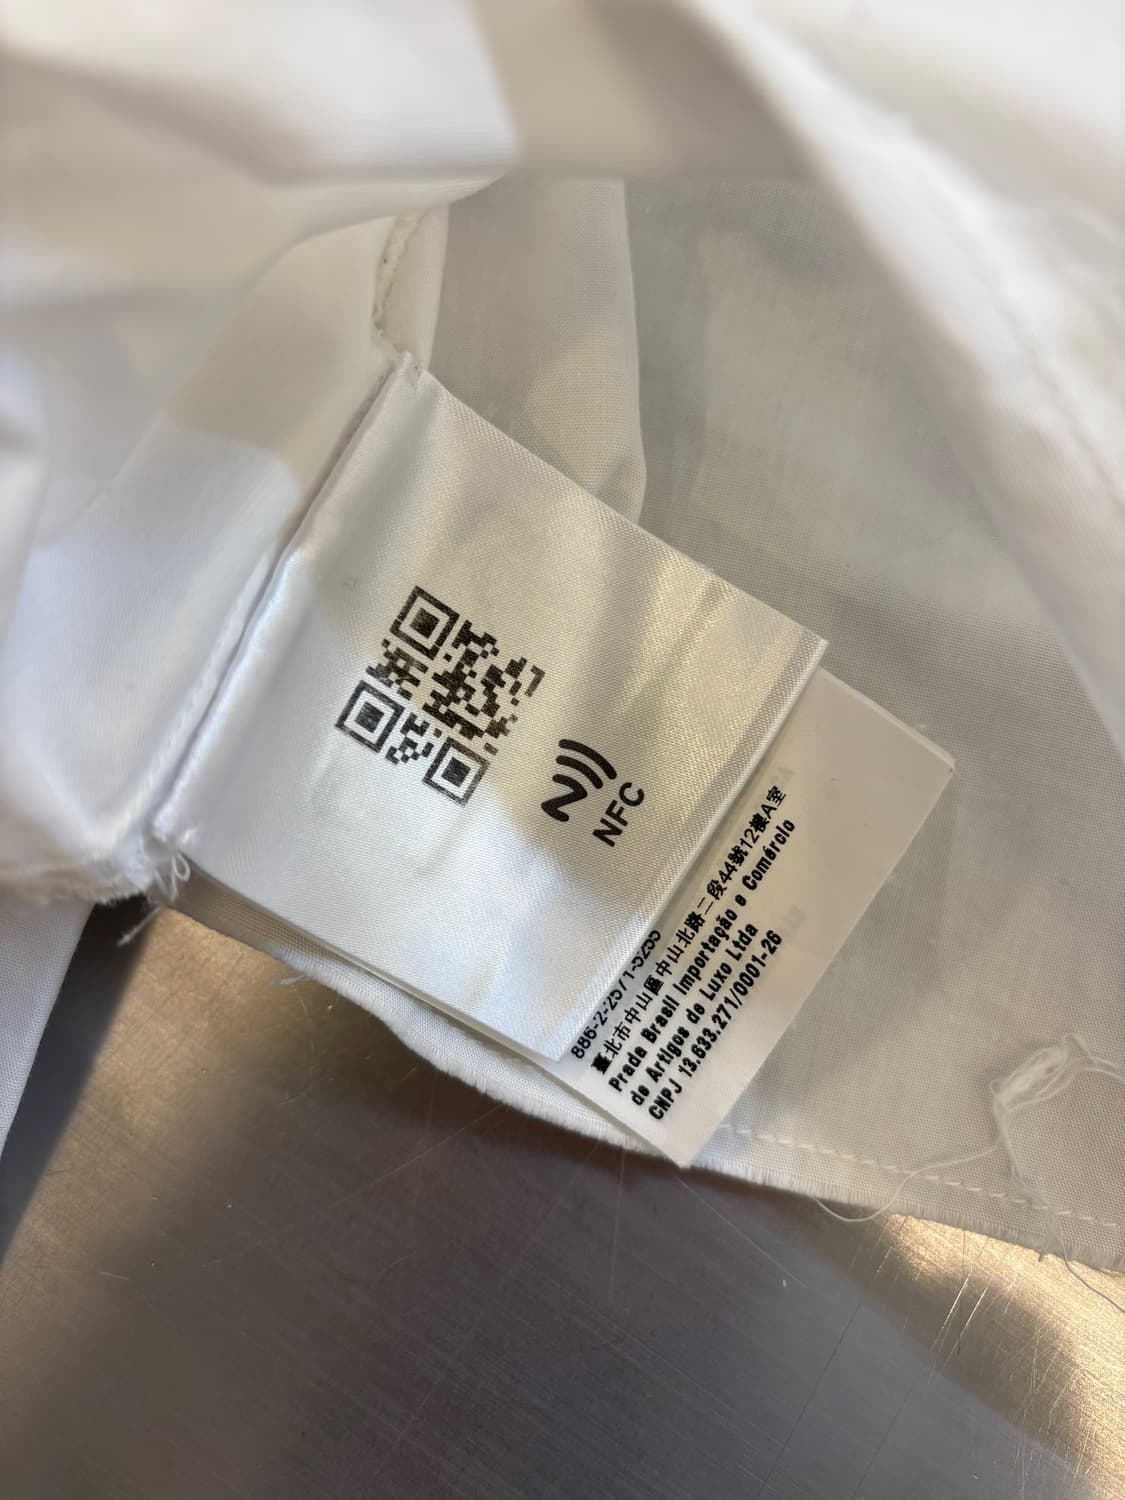 NFC
886-2-2571-5255
臺北市中山區中山北路二段44號12樓A室
Prada Brasil Importação e Comércio
de Artigos de Luxo Ltda
CNPJ 13.633.271/0001-26